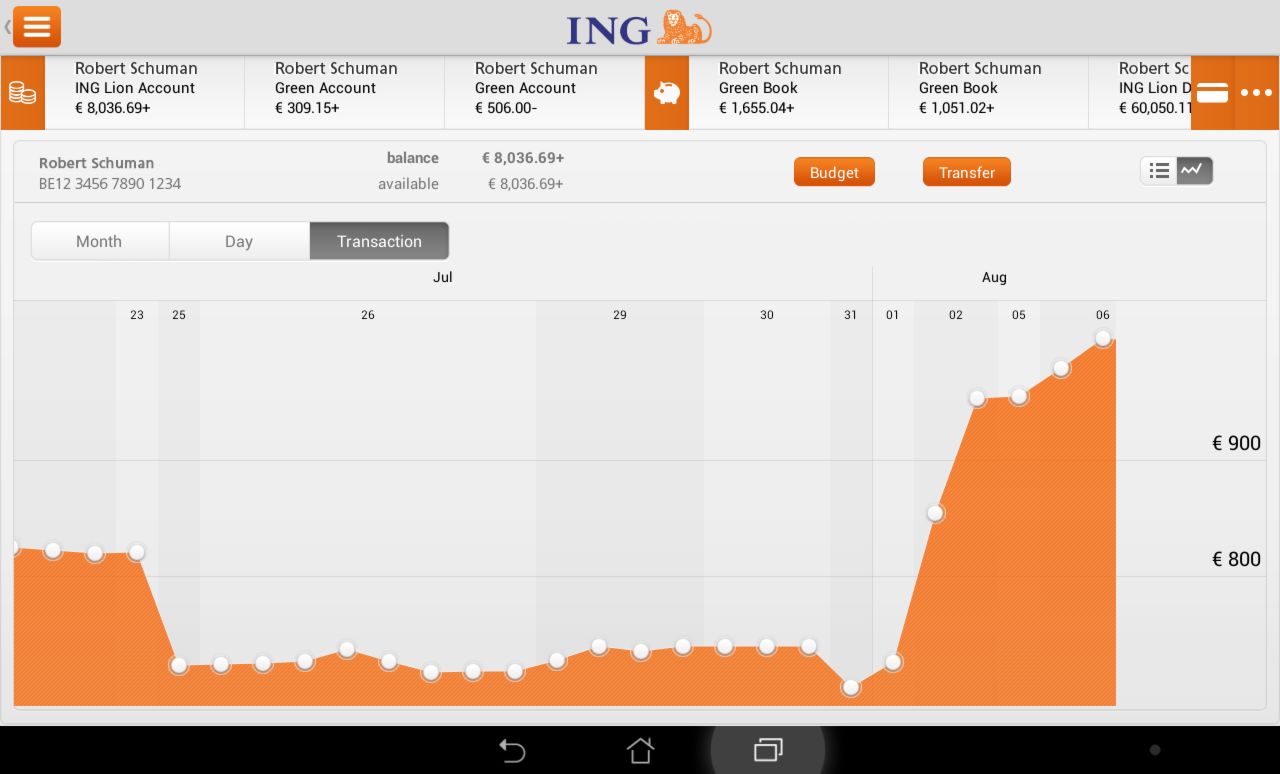 ING
Robert Schuman
ING Lion Account
€ 8,036.69+
Robert Schuman
Green Account
€ 309.15+
Robert Schuman
Green Account
€ 506.00-
Robert Schuman
Green Book
€ 1,655.04+
Robert Schuman
Green Book
€ 1,051.02+
Robert Sc
ING Lion D
€ 60,050.11
Robert Schuman
BE12 3456 7890 1234
balance € 8,036.69+
available € 8,036.69+
Budget
Transfer
Month
Day
Transaction
Jul
Aug
23 25 26 29 30 31 01 02 05 06
€ 900
€ 800